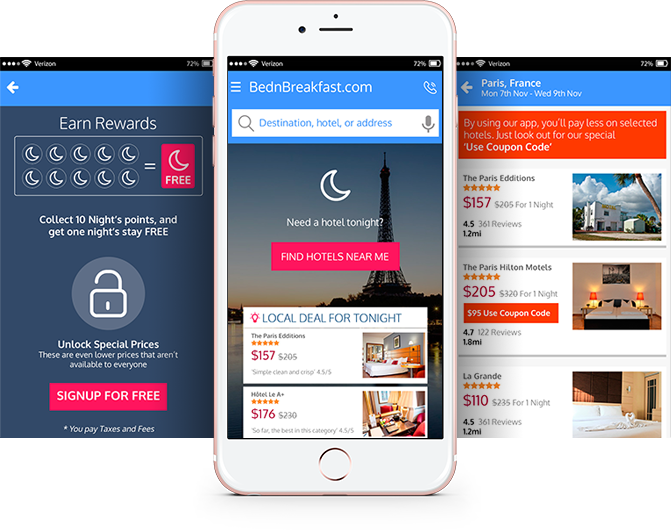 Verizon
72%
Earn Rewards
=
FREE
Collect 10 Night's points, and
get one night's stay FREE
Unlock Special Prices
These are even lower prices that aren't
available to everyone
SIGNUP FOR FREE
* You pay Taxes and Fees
Verizon
72%
BednBreakfast.com
Destination, hotel, or address
Need a hotel tonight?
FIND HOTELS NEAR ME
LOCAL DEAL FOR TONIGHT
The Paris Edditions
$157 $205
'Simple clean and crisp' 4.5/5
Hôtel Le A+
$176 $230
'So far, the best in this category' 4.5/5
Verizon
72%
Paris, France
Mon 7th Nov - Wed 9th Nov
By using our app, you'll pay less on selected
hotels. Just look out for our special
'Use Coupon Code'
The Paris Edditions
$157 $205 For 1 Night
4.5 361 Reviews
1.2mi
The Paris Hilton Motels
$205 $320 For 1 Night
$95 Use Coupon Code
4.7 122 Reviews
1.8mi
La Grande
$110 $235 For 1 Night
4.5 361 Reviews
1.2mi